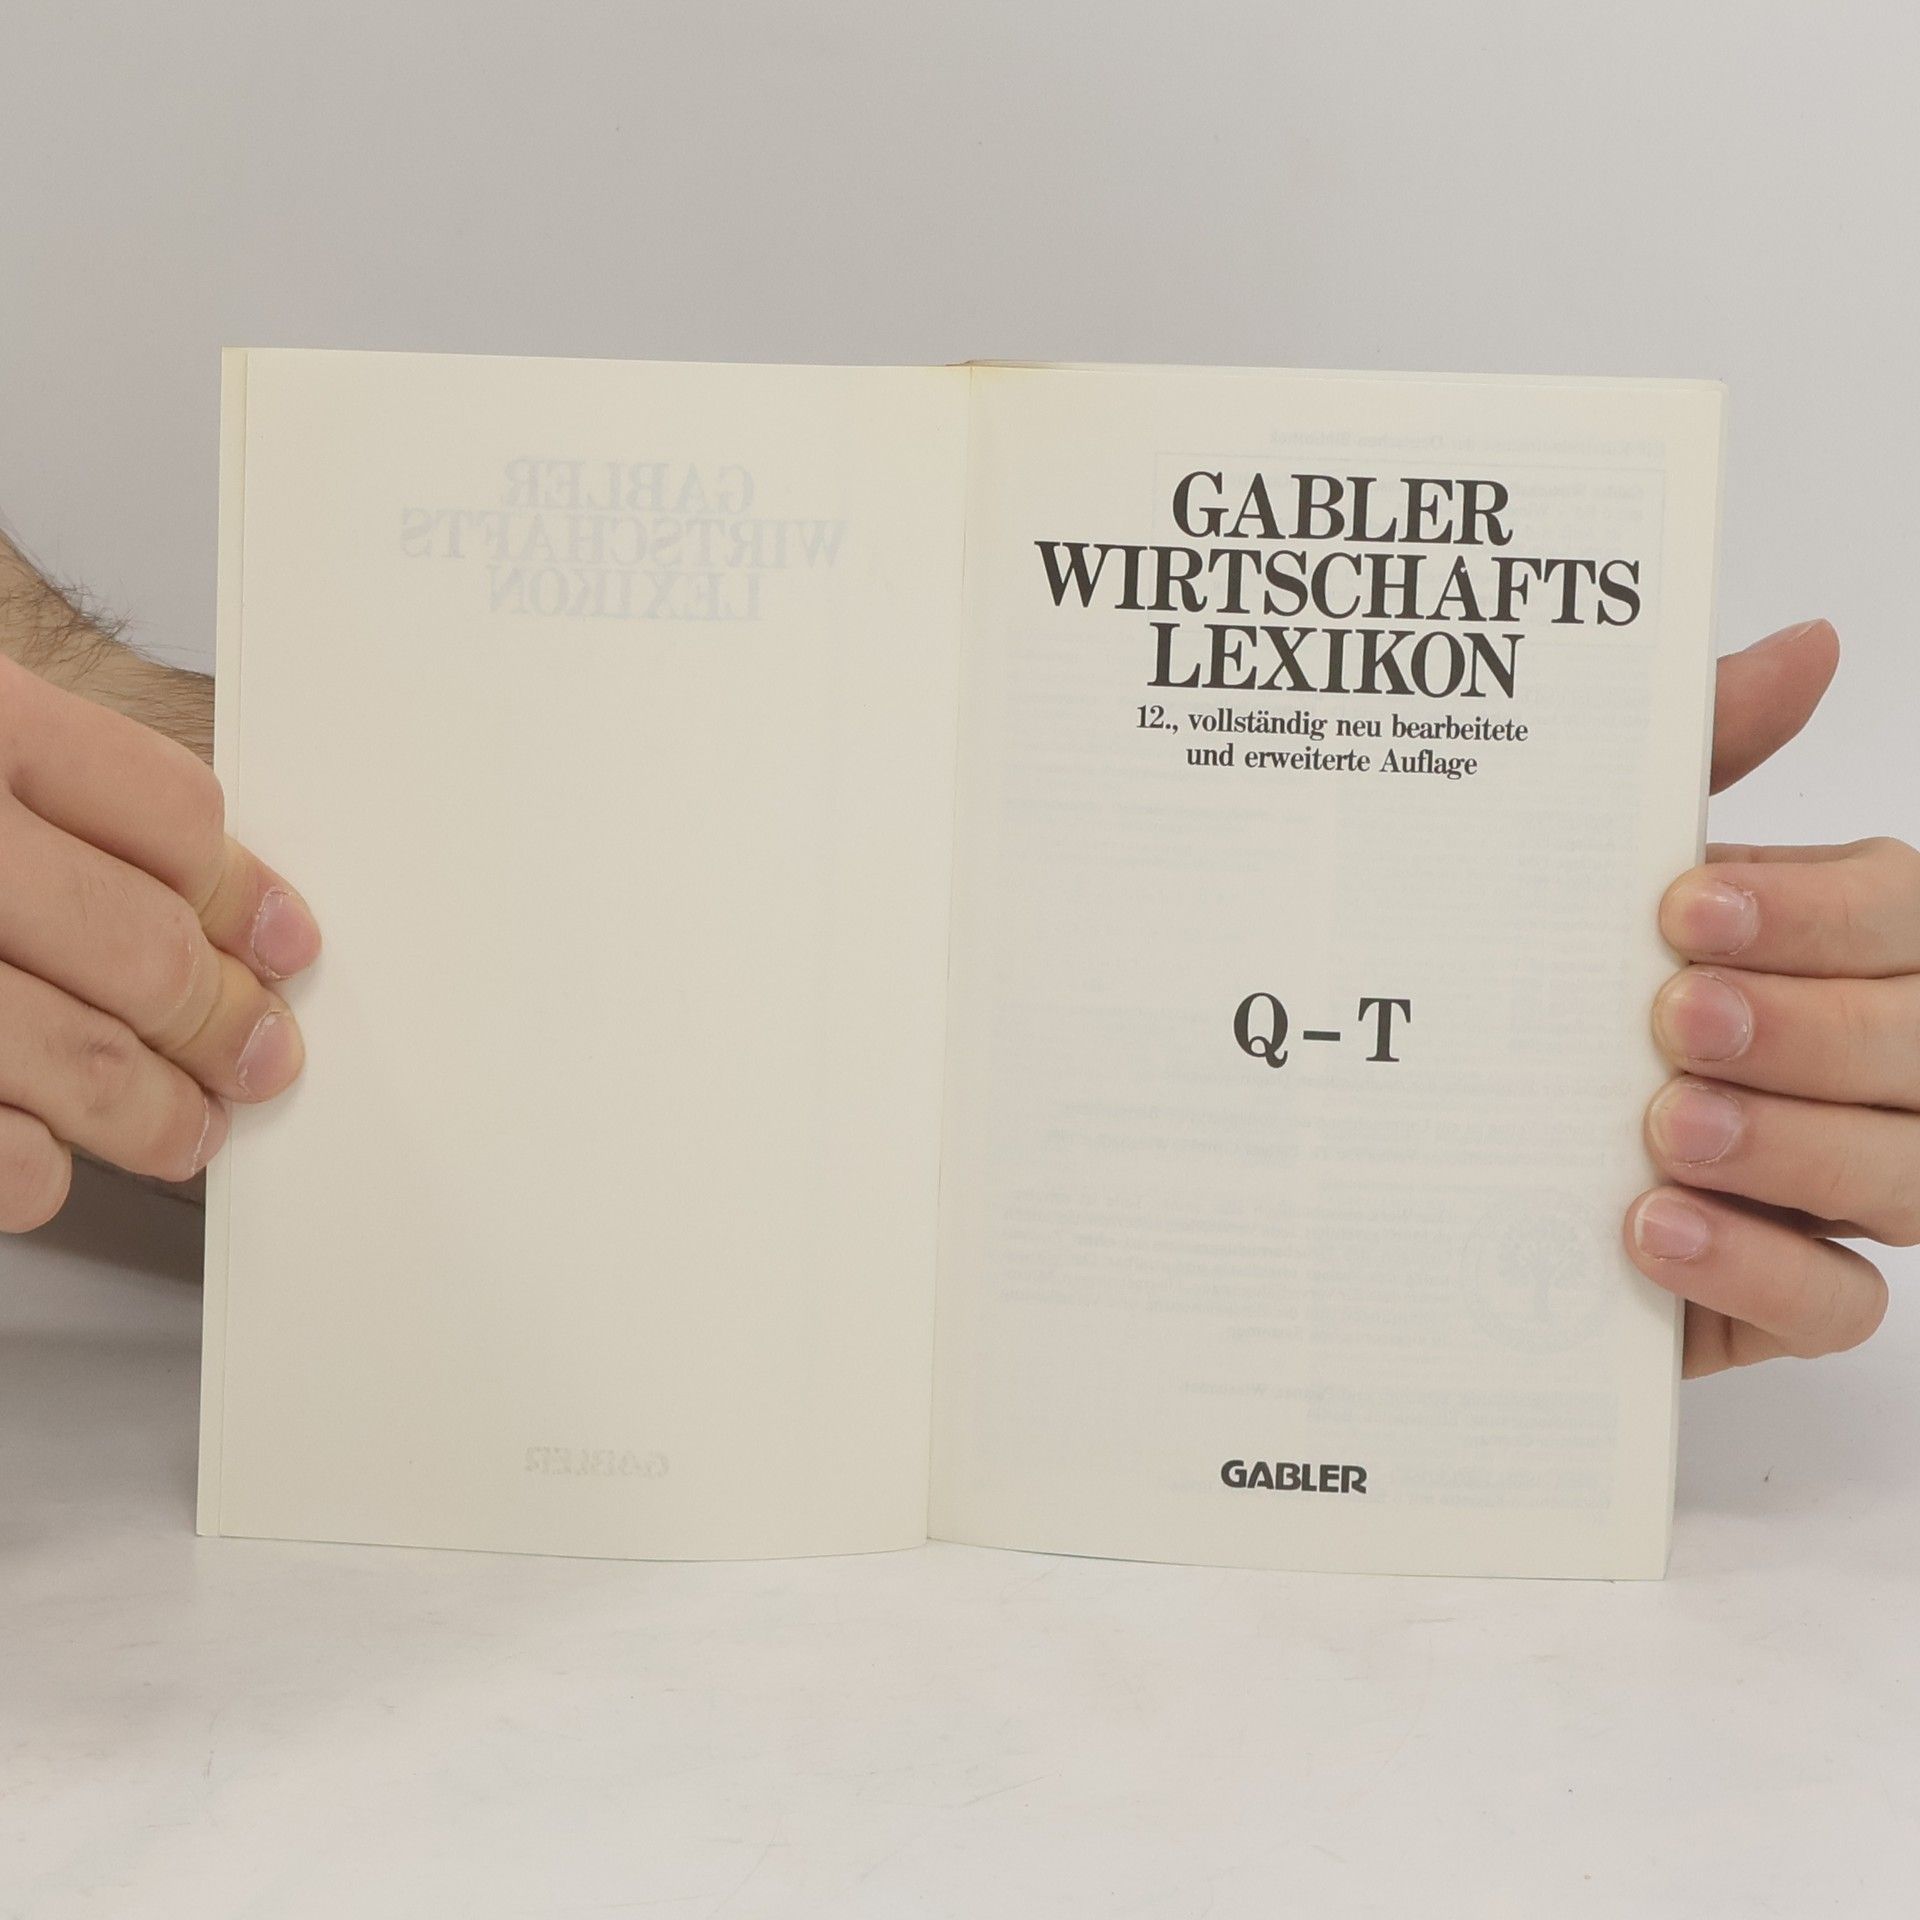 GABLER
WIRTSCHAFTS
LEXIKON
12., vollständig neu bearbeitete
und erweiterte Auflage
Q – T
GABLER